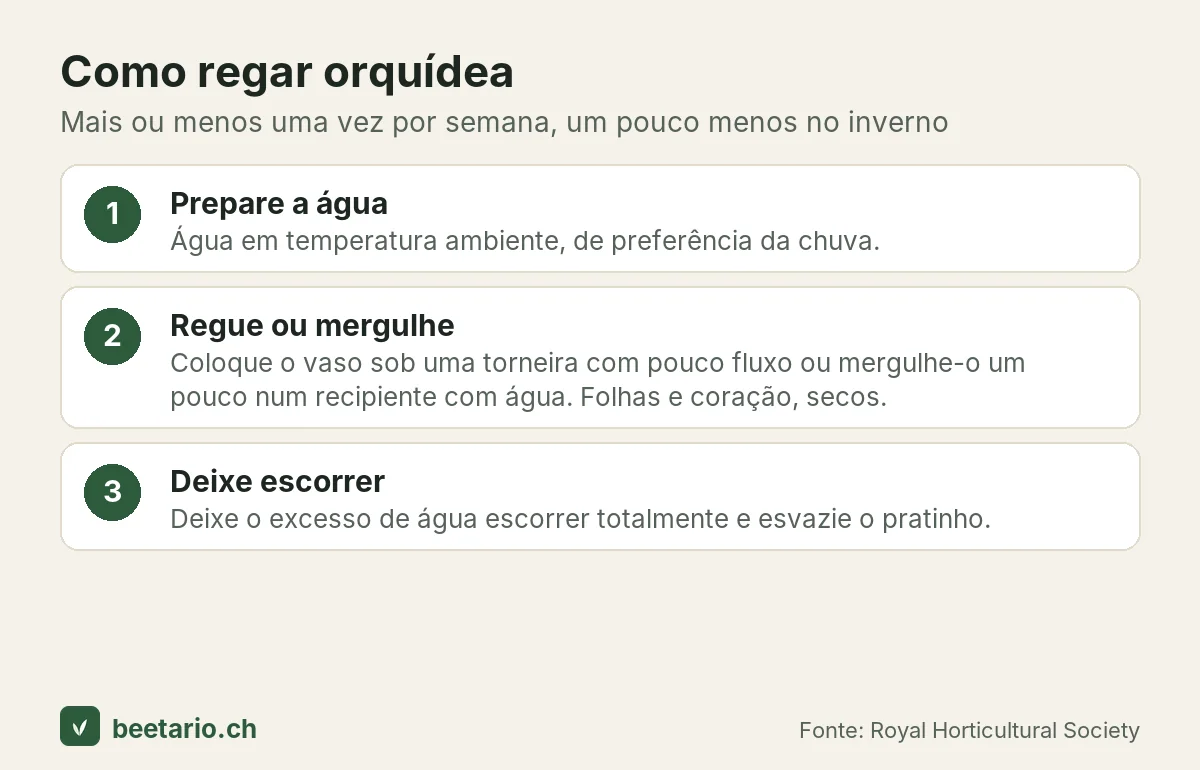 Como regar orquídea
Mais ou menos uma vez por semana, um pouco menos no inverno
1
Prepare a água
Água em temperatura ambiente, de preferência da chuva.
2
Regue ou mergulhe
Coloque o vaso sob uma torneira com pouco fluxo ou mergulhe-o um
pouco num recipiente com água. Folhas e coração, secos.
3
Deixe escorrer
Deixe o excesso de água escorrer totalmente e esvazie o pratinho.
beetario.ch
Fonte: Royal Horticultural Society